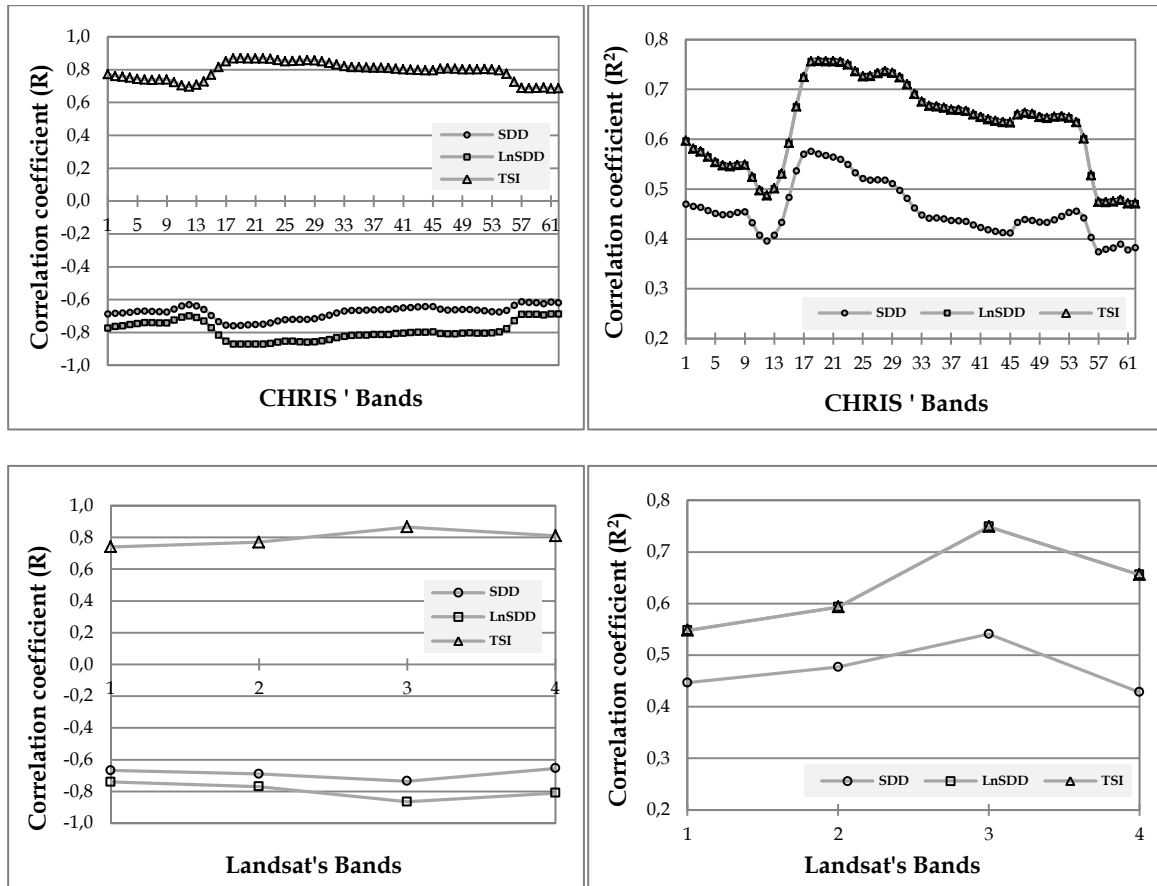 Correlation coefficient (R)
1,0
0,8
0,6
0,4
0,2
0,0
-0,2
-0,4
-0,6
-0,8
-1,0
1 5 9 13 17 21 25 29 33 37 41 45 49 53 57 61
SDD
LnSDD
TSI
CHRIS ' Bands
Correlation coefficient (R²)
0,8
0,7
0,6
0,5
0,4
0,3
0,2
1 5 9 13 17 21 25 29 33 37 41 45 49 53 57 61
SDD LnSDD TSI
CHRIS ' Bands
Correlation coefficient (R)
1,0
0,8
0,6
0,4
0,2
0,0
-0,2
-0,4
-0,6
-0,8
-1,0
1 2 3 4
SDD
LnSDD
TSI
Landsat's Bands
Correlation coefficient (R²)
0,8
0,7
0,6
0,5
0,4
0,3
0,2
1 2 3 4
SDD LnSDD TSI
Landsat's Bands